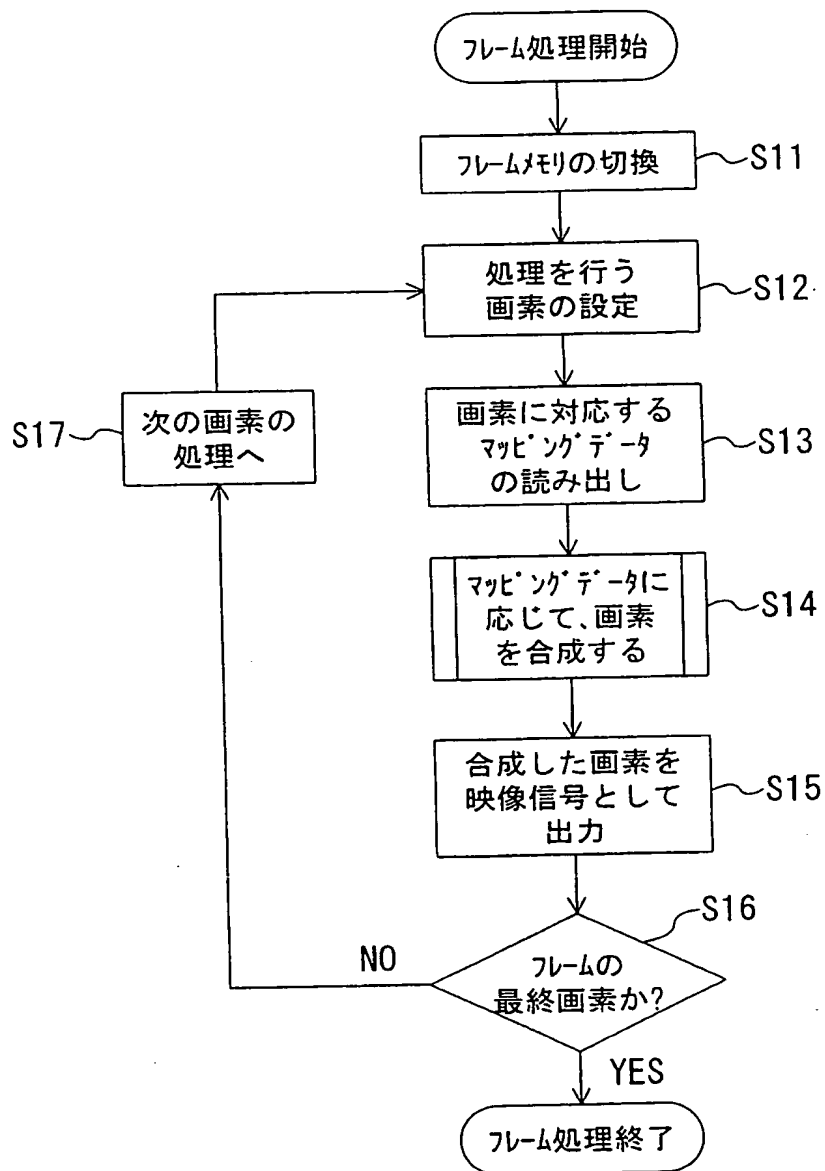 フレーム処理開始
フレームメモリの切換
S11
処理を行う
画素の設定
S12
画素に対応する
マッピングデータ
の読み出し
S13
マッピングデータに
応じて、画素
を合成する
S14
合成した画素を
映像信号として
出力
S15
S16
フレームの
最終画素か?
NO
S17
次の画素の
処理へ
YES
フレーム処理終了